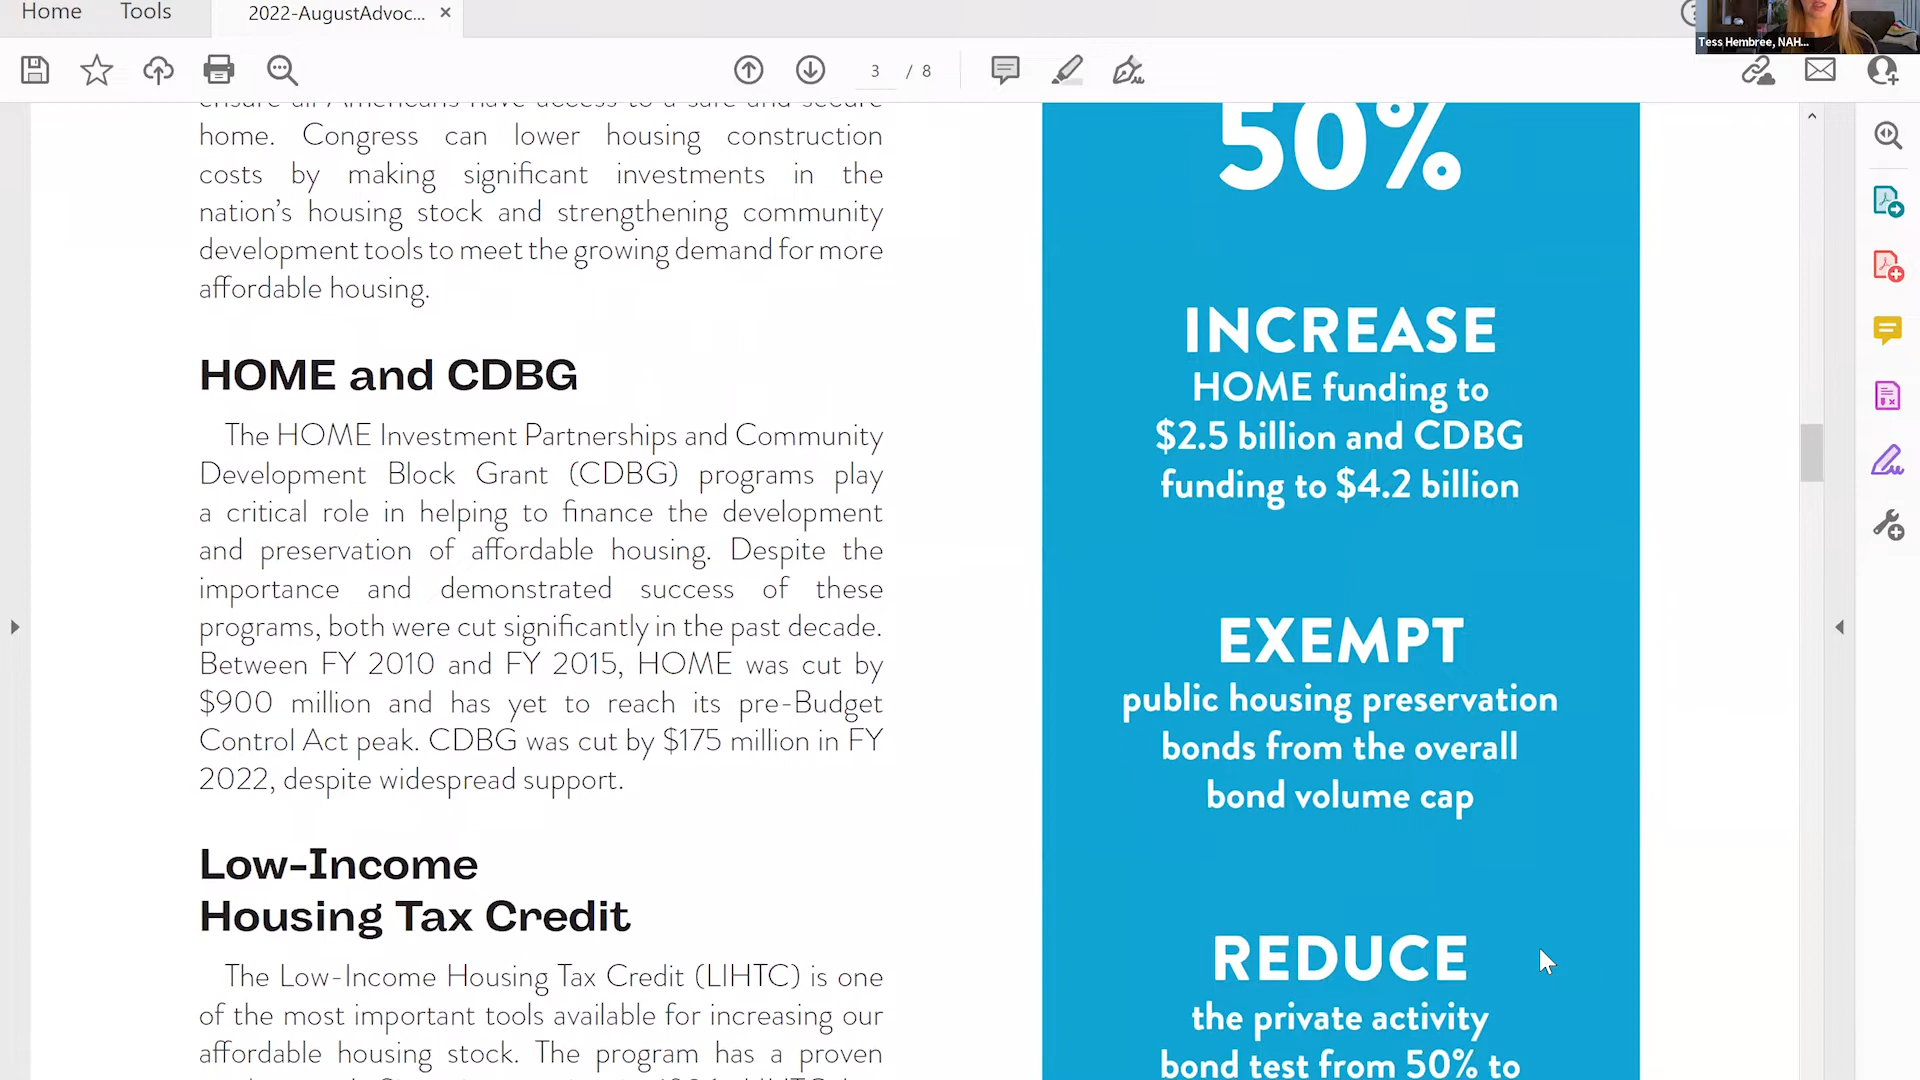 Home
Tools
2022-AugustAdvoc...
Tess Hembree, NAH...
3
/ 8
ensure all Americans have access to a safe and secure
home. Congress can lower housing construction
costs by making significant investments in the
nation's housing stock and strengthening community
development tools to meet the growing demand for more
affordable housing.
HOME and CDBG
The HOME Investment Partnerships and Community
Development Block Grant (CDBG) programs play
a critical role in helping to finance the development
and preservation of affordable housing. Despite the
importance and demonstrated success of these
programs, both were cut significantly in the past decade.
Between FY 2010 and FY 2015, HOME was cut by
$900 million and has yet to reach its pre-Budget
Control Act peak. CDBG was cut by $175 million in FY
2022, despite widespread support.
Low-Income
Housing Tax Credit
The Low-Income Housing Tax Credit (LIHTC) is one
of the most important tools available for increasing our
affordable housing stock. The program has a proven
50%
INCREASE
HOME funding to
$2.5 billion and CDBG
funding to $4.2 billion
EXEMPT
public housing preservation
bonds from the overall
bond volume cap
REDUCE
the private activity
bond test from 50% to